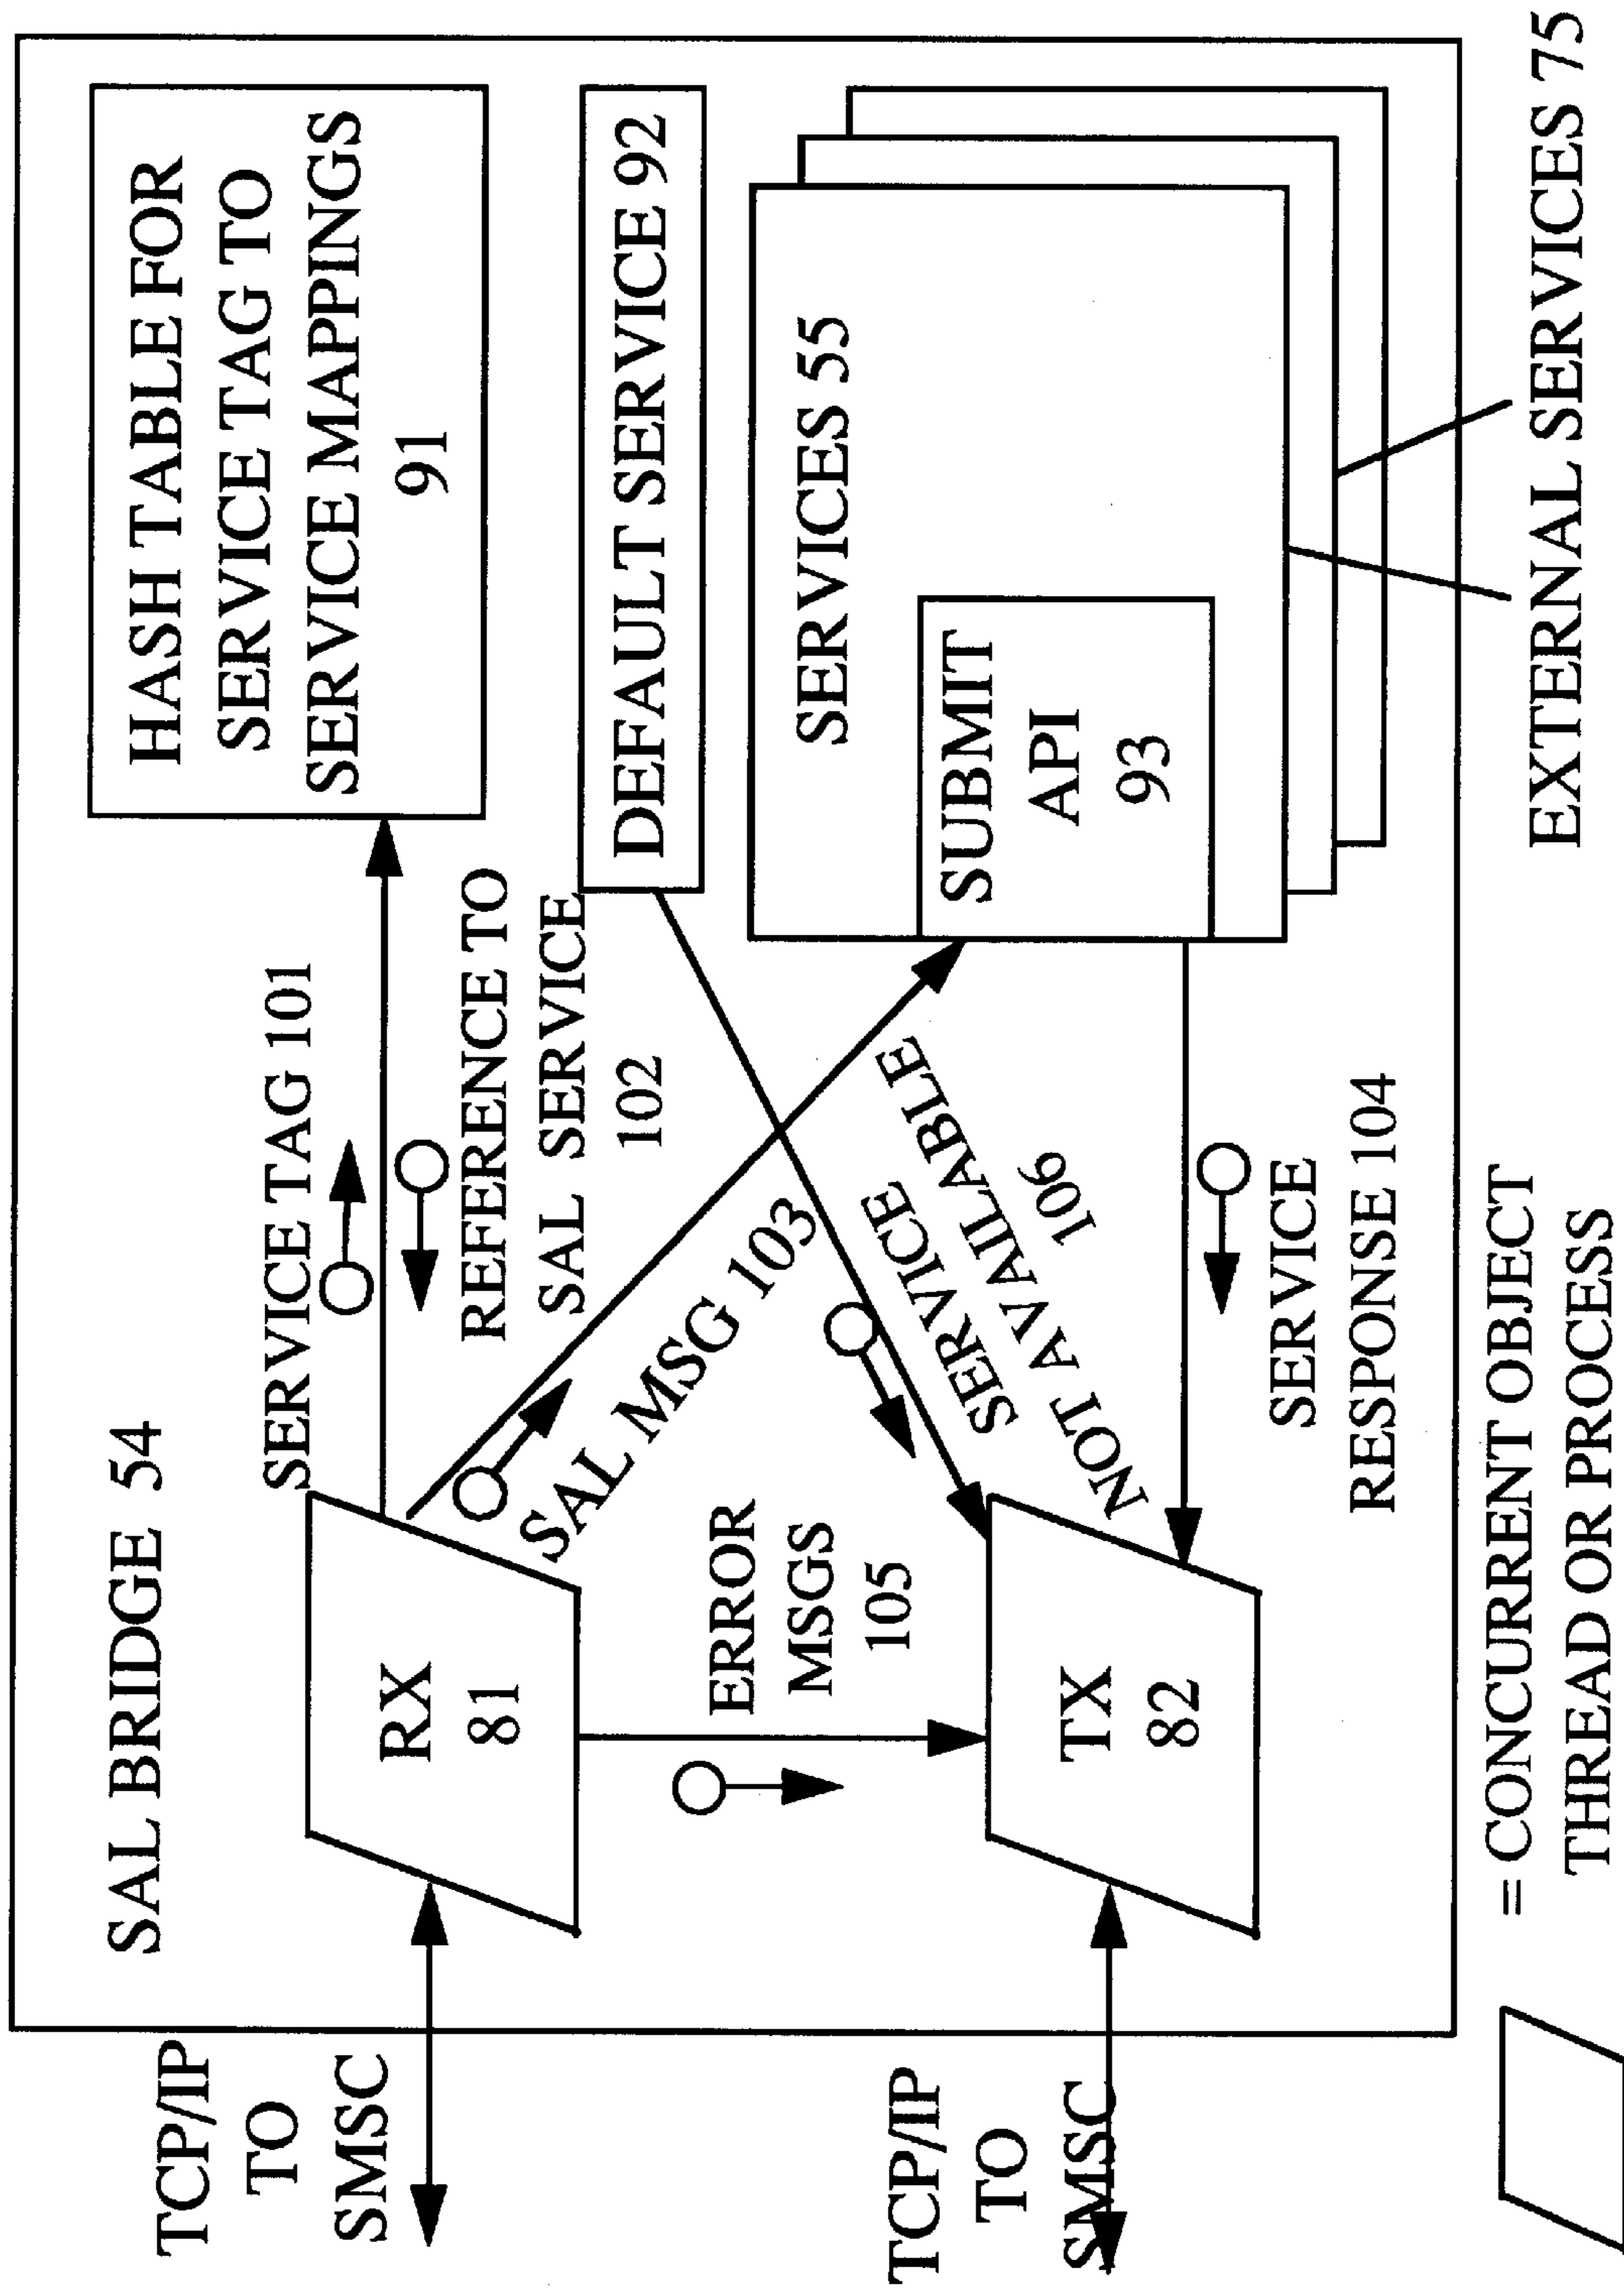 SAL BRIDGE 54
HASH TABLE FOR
SERVICE TAG TO
SERVICE MAPPINGS
91
TCP/IP
TO
SMSC
RX
81
SERVICE TAG 101
REFERENCE TO
SAL SERVICE
102
DEFAULT SERVICE 92
SAL MSG 103
ERROR
MSGS
105
SERVICE
NOT AVAILABLE
106
SERVICES 55
SUBMIT
API
93
TCP/IP
TO
SMSC
TX
82
SERVICE
RESPONSE 104
= CONCURRENT OBJECT
THREAD OR PROCESS
EXTERNAL SERVICES 75